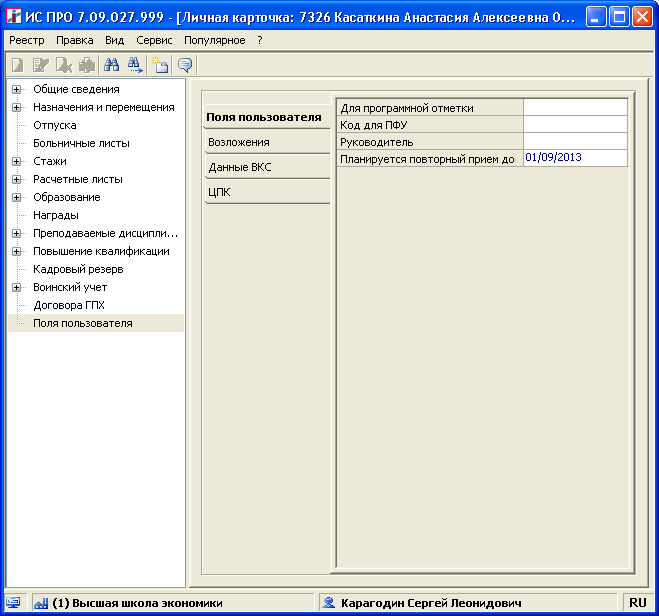 ИС ПРО 7.09.027.999 - [Личная карточка: 7326 Касаткина Анастасия Алексеевна О...
Реестр Правка Вид Сервис Популярное ?
Общие сведения
Назначения и перемещения
Отпуска
Больничные листы
Стажи
Расчетные листы
Образование
Награды
Преподаваемые дисципли...
Повышение квалификации
Кадровый резерв
Воинский учет
Договора ГПХ
Поля пользователя
Поля пользователя
Возложения
Данные ВКС
ЦПК
Для программной отметки
Код для ПФУ
Руководитель
Планируется повторный прием до 01/09/2013
(1) Высшая школа экономики
Карагодин Сергей Леонидович
RU